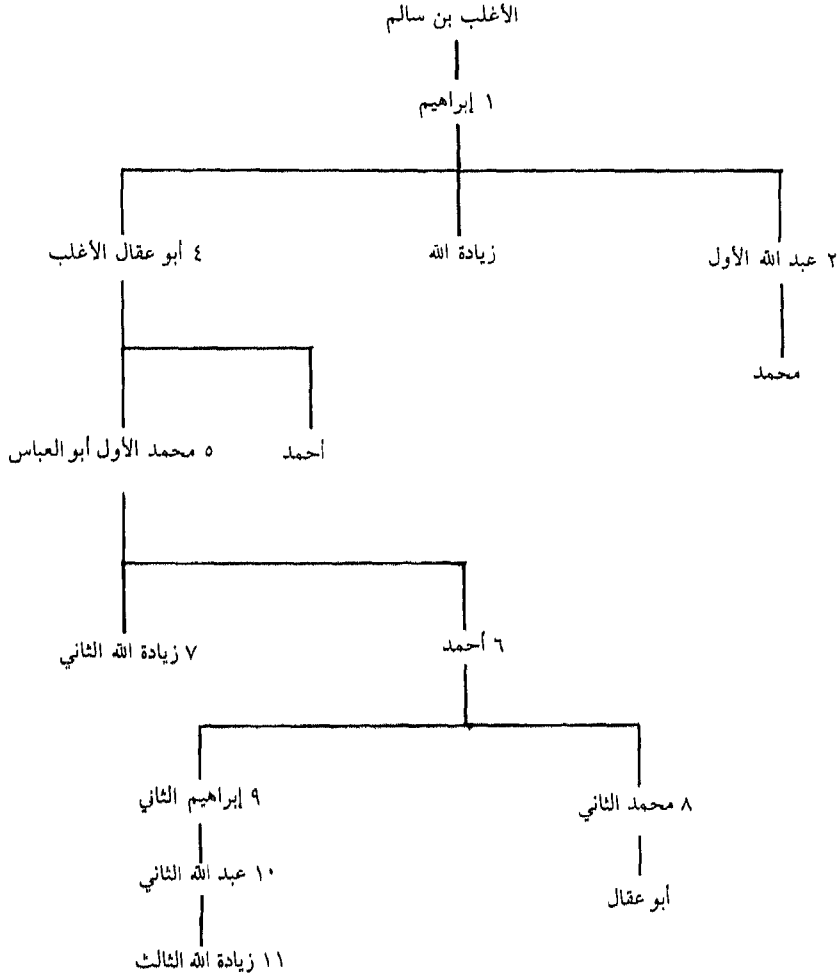 الأغلب بن سالم
١ إبراهيم
٢ عبد الله الأول
زيادة الله
٤ أبو عقال الأغلب
محمد
أحمد
٥ محمد الأول أبو العباس
٦ أحمد
٧ زيادة الله الثاني
٨ محمد الثاني
٩ إبراهيم الثاني
أبو عقال
١٠ عبد الله الثاني
١١ زيادة الله الثالث